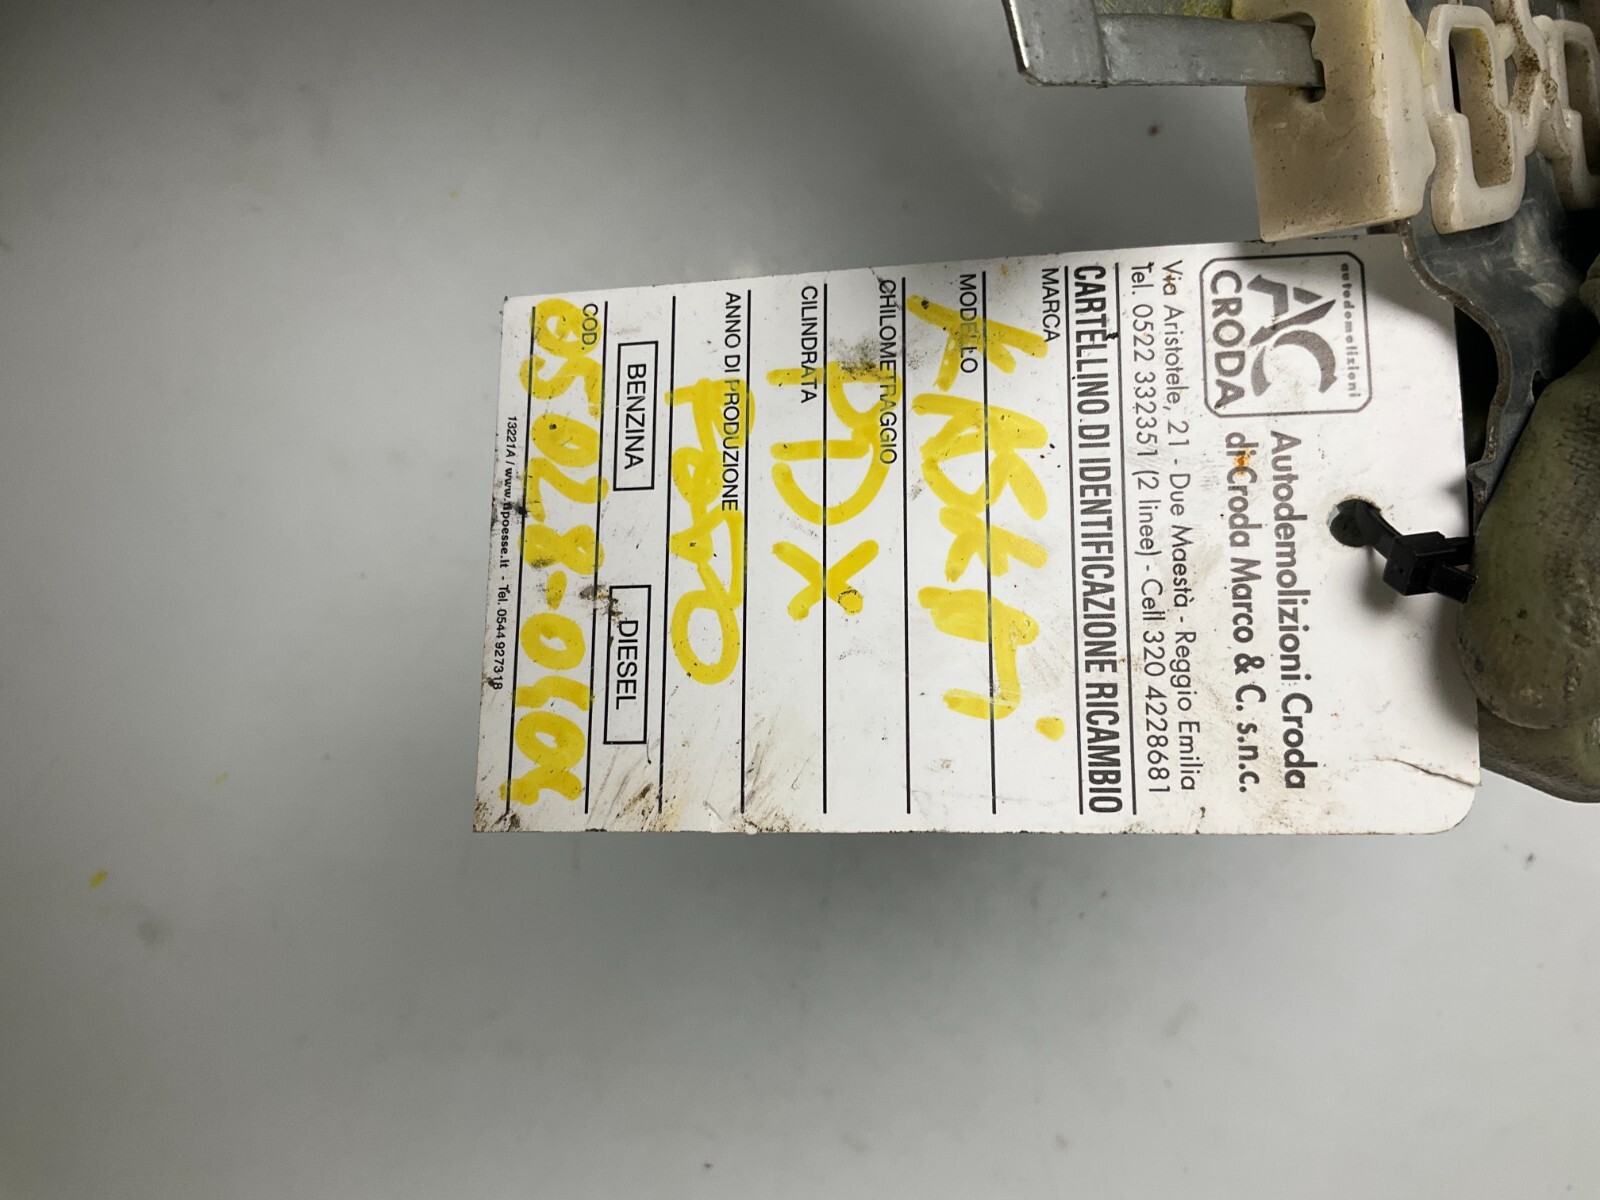 autodemolizioni
AC
CRODA
Autodemolizioni Croda
di Croda Marco & C. s.n.c.
Via Aristotele, 21 - Due Maestà - Reggio Emilia
Tel. 0522 332351 (2 linee) - Cell 320 4228681
CARTELLINO DI IDENTIFICAZIONE RICAMBIO
MARCA
MODELLO
CHILOMETRAGGIO
CILINDRATA
PDX
ANNO DI PRODUZIONE
BENZINA
DIESEL
COD.
13221A / www.tipoesse.it - Tel. 0544 927318